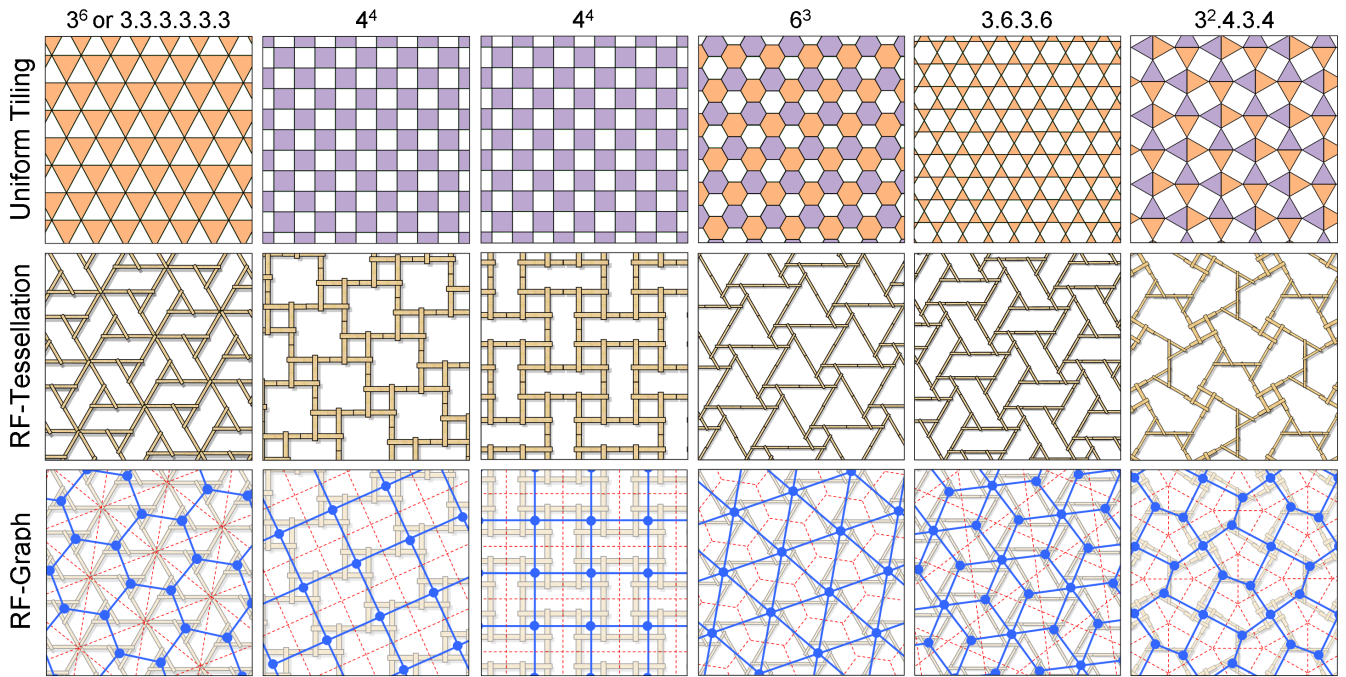 3⁶ or 3.3.3.3.3.3.3
4⁴
4⁴
6³
3.6.3.6
3².4.3.4
Uniform Tiling
RF-Tessellation
RF-Graph